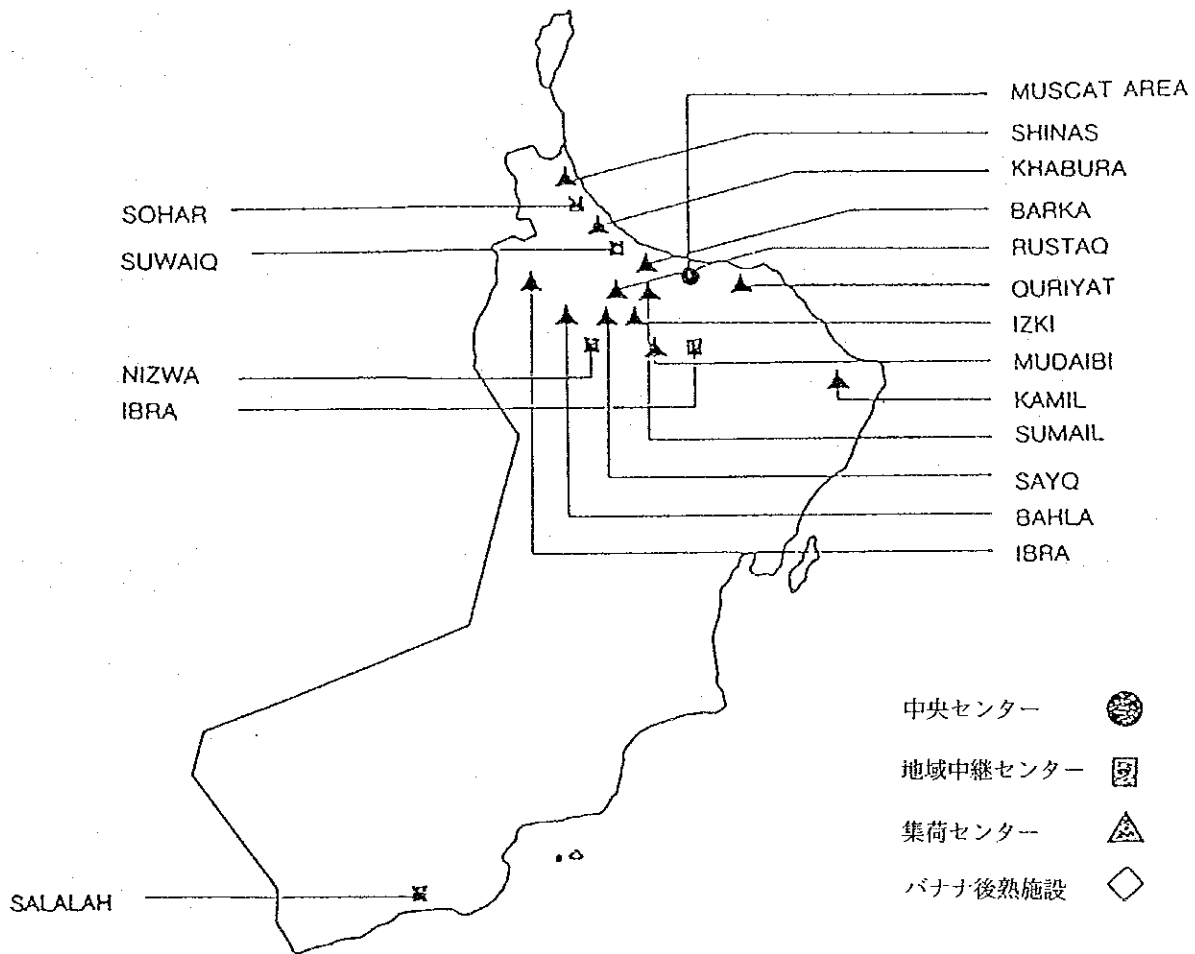 MUSCAT AREA
SHINAS
KHABURA
BARKA
RUSTAQ
QURIYAT
IZKI
MUDAIBI
KAMIL
SUMAIL
SAYQ
BAHLA
IBRA
SOHAR
SUWAIQ
NIZWA
IBRA
SALALAH
中央センター
地域中継センター
集荷センター
バナナ後熟施設